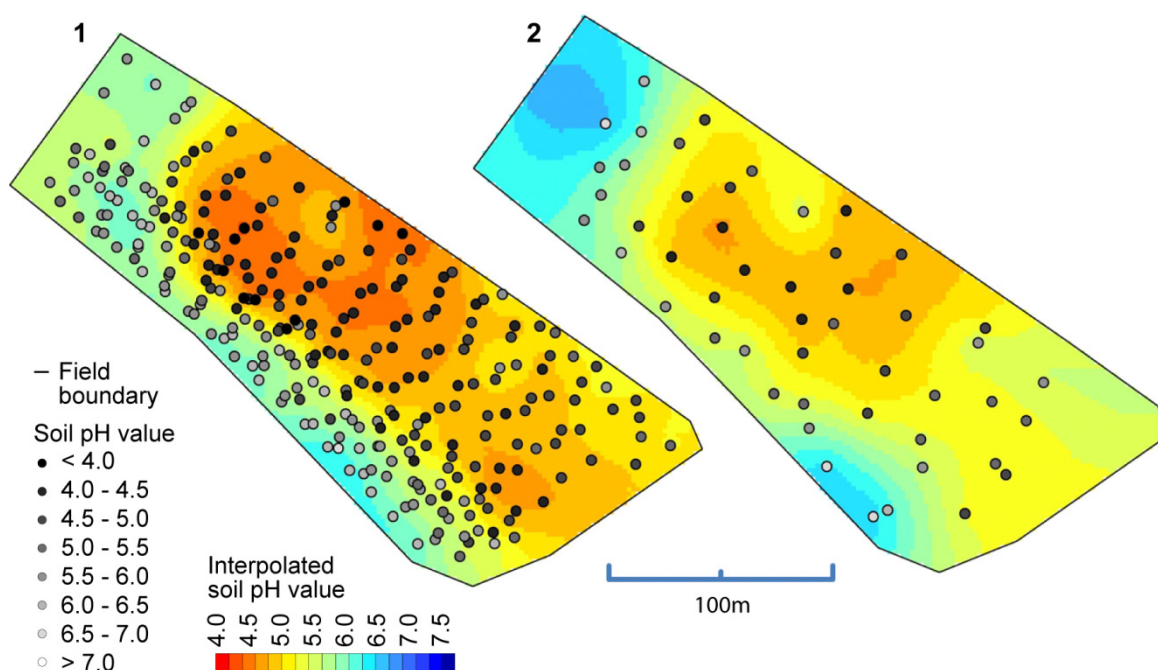 1
2
– Field
boundary
Soil pH value
< 4.0
4.0 - 4.5
4.5 - 5.0
5.0 - 5.5
5.5 - 6.0
6.0 - 6.5
6.5 - 7.0
> 7.0
Interpolated
soil pH value
4.0 4.5 5.0 5.5 6.0 6.5 7.0 7.5
100m